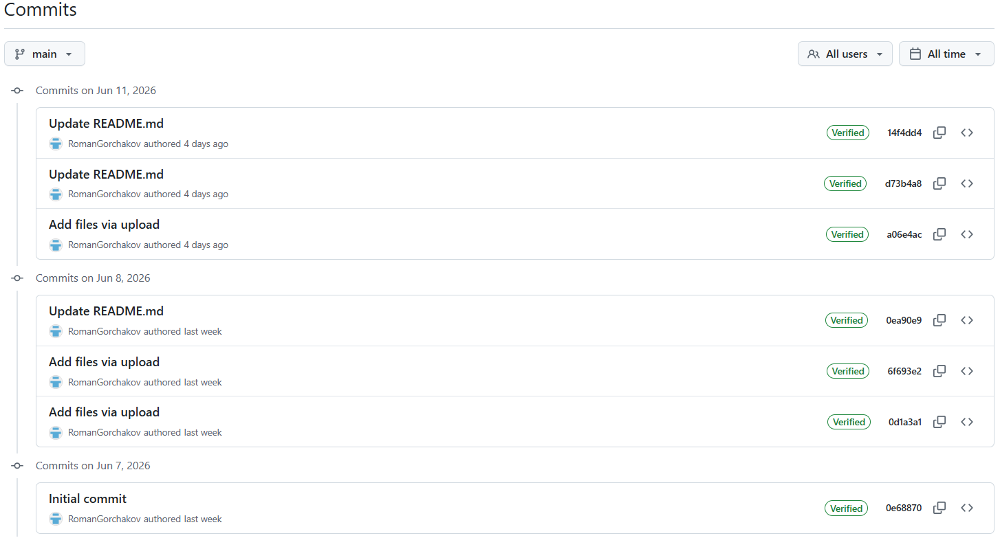 Commits
main
All users
All time
Commits on Jun 11, 2026
Update README.md
Verified
14f4dd4
RomanGorchakov authored 4 days ago
Update README.md
Verified
d73b4a8
RomanGorchakov authored 4 days ago
Add files via upload
Verified
a06e4ac
RomanGorchakov authored 4 days ago
Commits on Jun 8, 2026
Update README.md
Verified
0ea90e9
RomanGorchakov authored last week
Add files via upload
Verified
6f693e2
RomanGorchakov authored last week
Add files via upload
Verified
0d1a3a1
RomanGorchakov authored last week
Commits on Jun 7, 2026
Initial commit
Verified
0e68870
RomanGorchakov authored last week